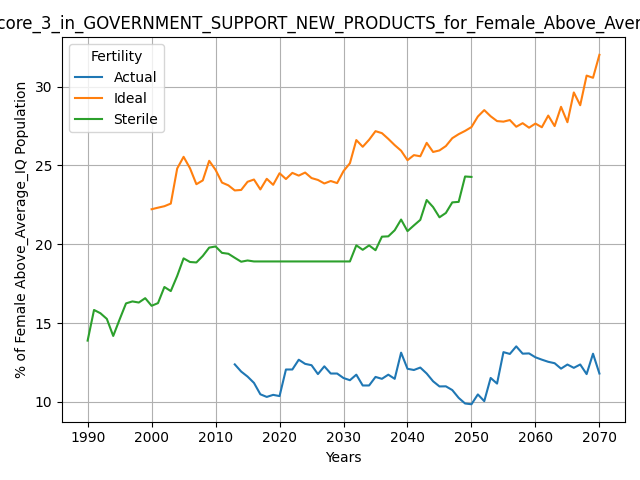 core_3_in_GOVERNMENT_SUPPORT_NEW_PRODUCTS_for_Female_Above_Aver
Fertility
Actual
Ideal
Sterile
% of Female Above_Average_IQ Population
30
25
20
15
10
1990 2000 2010 2020 2030 2040 2050 2060 2070
Years